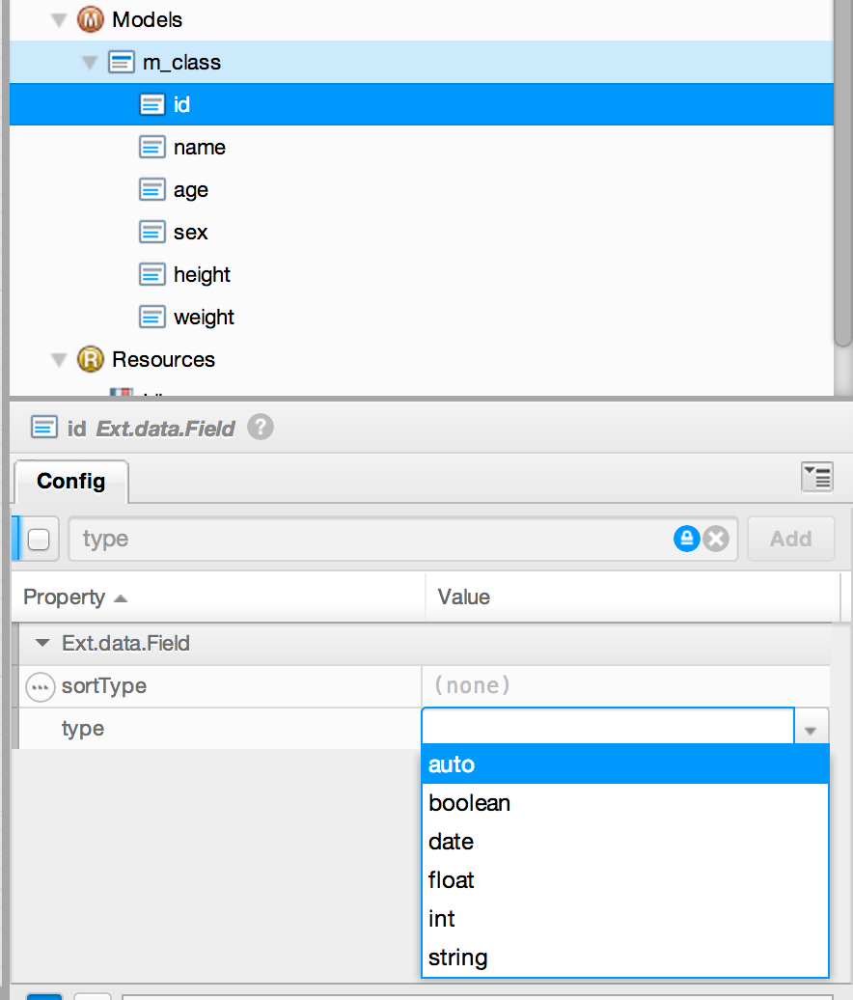 Models
m_class
id
name
age
sex
height
weight
Resources
id Ext.data.Field ?
Config
type Add
Property Value
Ext.data.Field
sortType (none)
type
auto
boolean
date
float
int
string